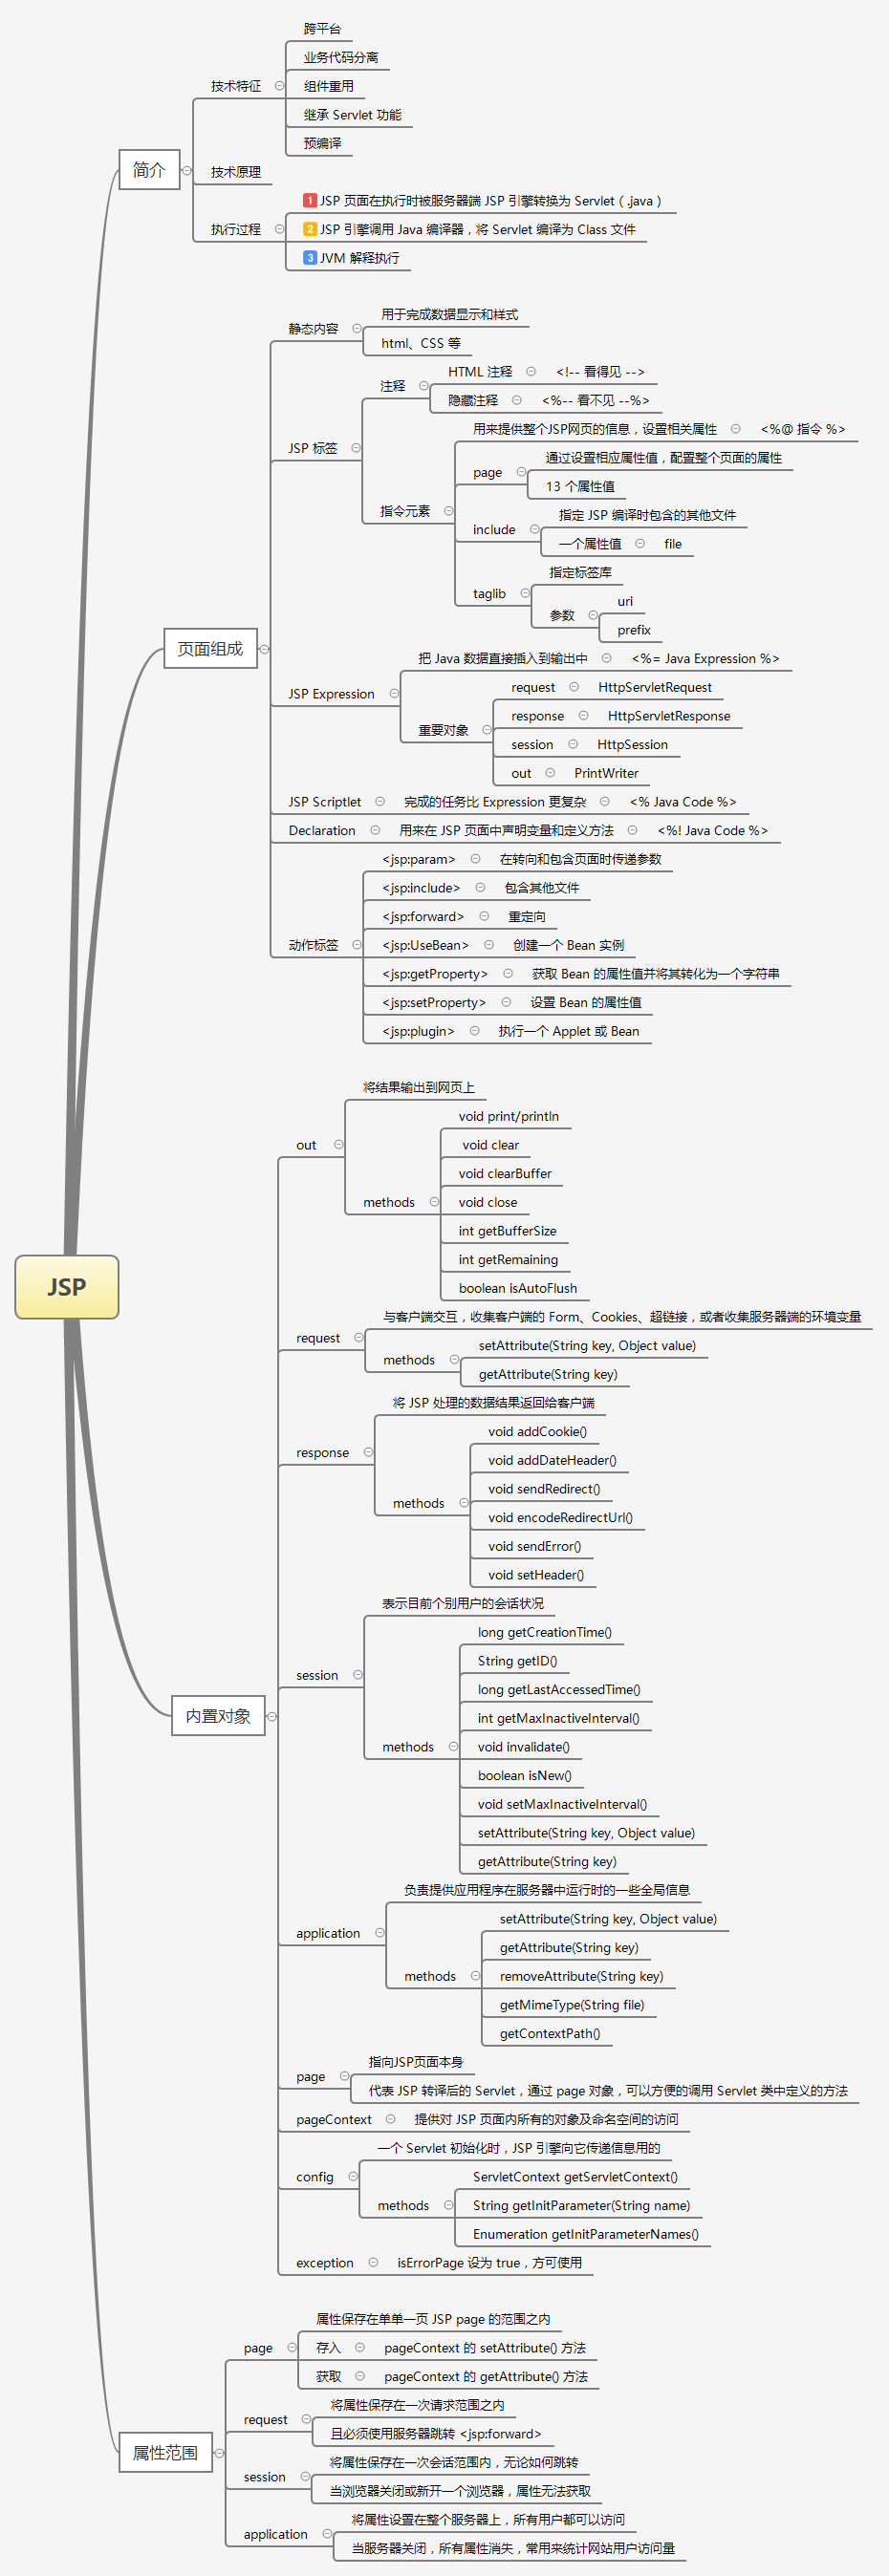 JSP
简介
技术特征
跨平台
业务代码分离
组件重用
继承 Servlet 功能
预编译
技术原理
执行过程
1 JSP 页面在执行时被服务器端 JSP 引擎转换为 Servlet ( .java )
2 JSP 引擎调用 Java 编译器，将 Servlet 编译为 Class 文件
3 JVM 解释执行
页面组成
静态内容
用于完成数据显示和样式
html、CSS 等
JSP 标签
注释
HTML 注释 <!-- 看得见 -->
隐藏注释 <%-- 看不见 --%>
指令元素
用来提供整个JSP网页的信息，设置相关属性 <%@ 指令 %>
page
通过设置相应属性值，配置整个页面的属性
13 个属性值
include
指定 JSP 编译时包含的其他文件
一个属性值 file
taglib
指定标签库
参数
uri
prefix
JSP Expression
把 Java 数据直接插入到输出中 <%= Java Expression %>
重要对象
request HttpServletRequest
response HttpServletResponse
session HttpSession
out PrintWriter
JSP Scriptlet 完成的任务比 Expression 更复杂 <% Java Code %>
Declaration 用来在 JSP 页面中声明变量和定义方法 <%! Java Code %>
动作标签
<jsp:param> 在转向和包含页面时传递参数
<jsp:include> 包含其他文件
<jsp:forward> 重定向
<jsp:UseBean> 创建一个 Bean 实例
<jsp:getProperty> 获取 Bean 的属性值并将其转化为一个字符串
<jsp:setProperty> 设置 Bean 的属性值
<jsp:plugin> 执行一个 Applet 或 Bean
内置对象
out
将结果输出到网页上
methods
void print/println
void clear
void clearBuffer
void close
int getBufferSize
int getRemaining
boolean isAutoFlush
request
与客户端交互，收集客户端的 Form、Cookies、超链接，或者收集服务器端的环境变量
methods
setAttribute(String key, Object value)
getAttribute(String key)
response
将 JSP 处理的数据结果返回给客户端
methods
void addCookie()
void addDateHeader()
void sendRedirect()
void encodeRedirectUrl()
void sendError()
void setHeader()
session
表示目前个别用户的会话状况
methods
long getCreationTime()
String getID()
long getLastAccessedTime()
int getMaxInactiveInterval()
void invalidate()
boolean isNew()
void setMaxInactiveInterval()
setAttribute(String key, Object value)
getAttribute(String key)
application
负责提供应用程序在服务器中运行时的一些全局信息
methods
setAttribute(String key, Object value)
getAttribute(String key)
removeAttribute(String key)
getMimeType(String file)
getContextPath()
page
指向JSP页面本身
代表 JSP 转译后的 Servlet，通过 page 对象，可以方便的调用 Servlet 类中定义的方法
pageContext 提供对 JSP 页面内所有的对象及命名空间的访问
config
一个 Servlet 初始化时，JSP 引擎向它传递信息用的
methods
ServletContext getServletContext()
String getInitParameter(String name)
Enumeration getInitParameterNames()
exception isErrorPage 设为 true，方可使用
属性范围
page
属性保存在单单一页 JSP page 的范围之内
存入 pageContext 的 setAttribute() 方法
获取 pageContext 的 getAttribute() 方法
request
将属性保存在一次请求范围之内
且必须使用服务器跳转 <jsp:forward>
session
将属性保存在一次会话范围内，无论如何跳转
当浏览器关闭或新开一个浏览器，属性无法获取
application
将属性设置在整个服务器上，所有用户都可以访问
当服务器关闭，所有属性消失，常用来统计网站用户访问量